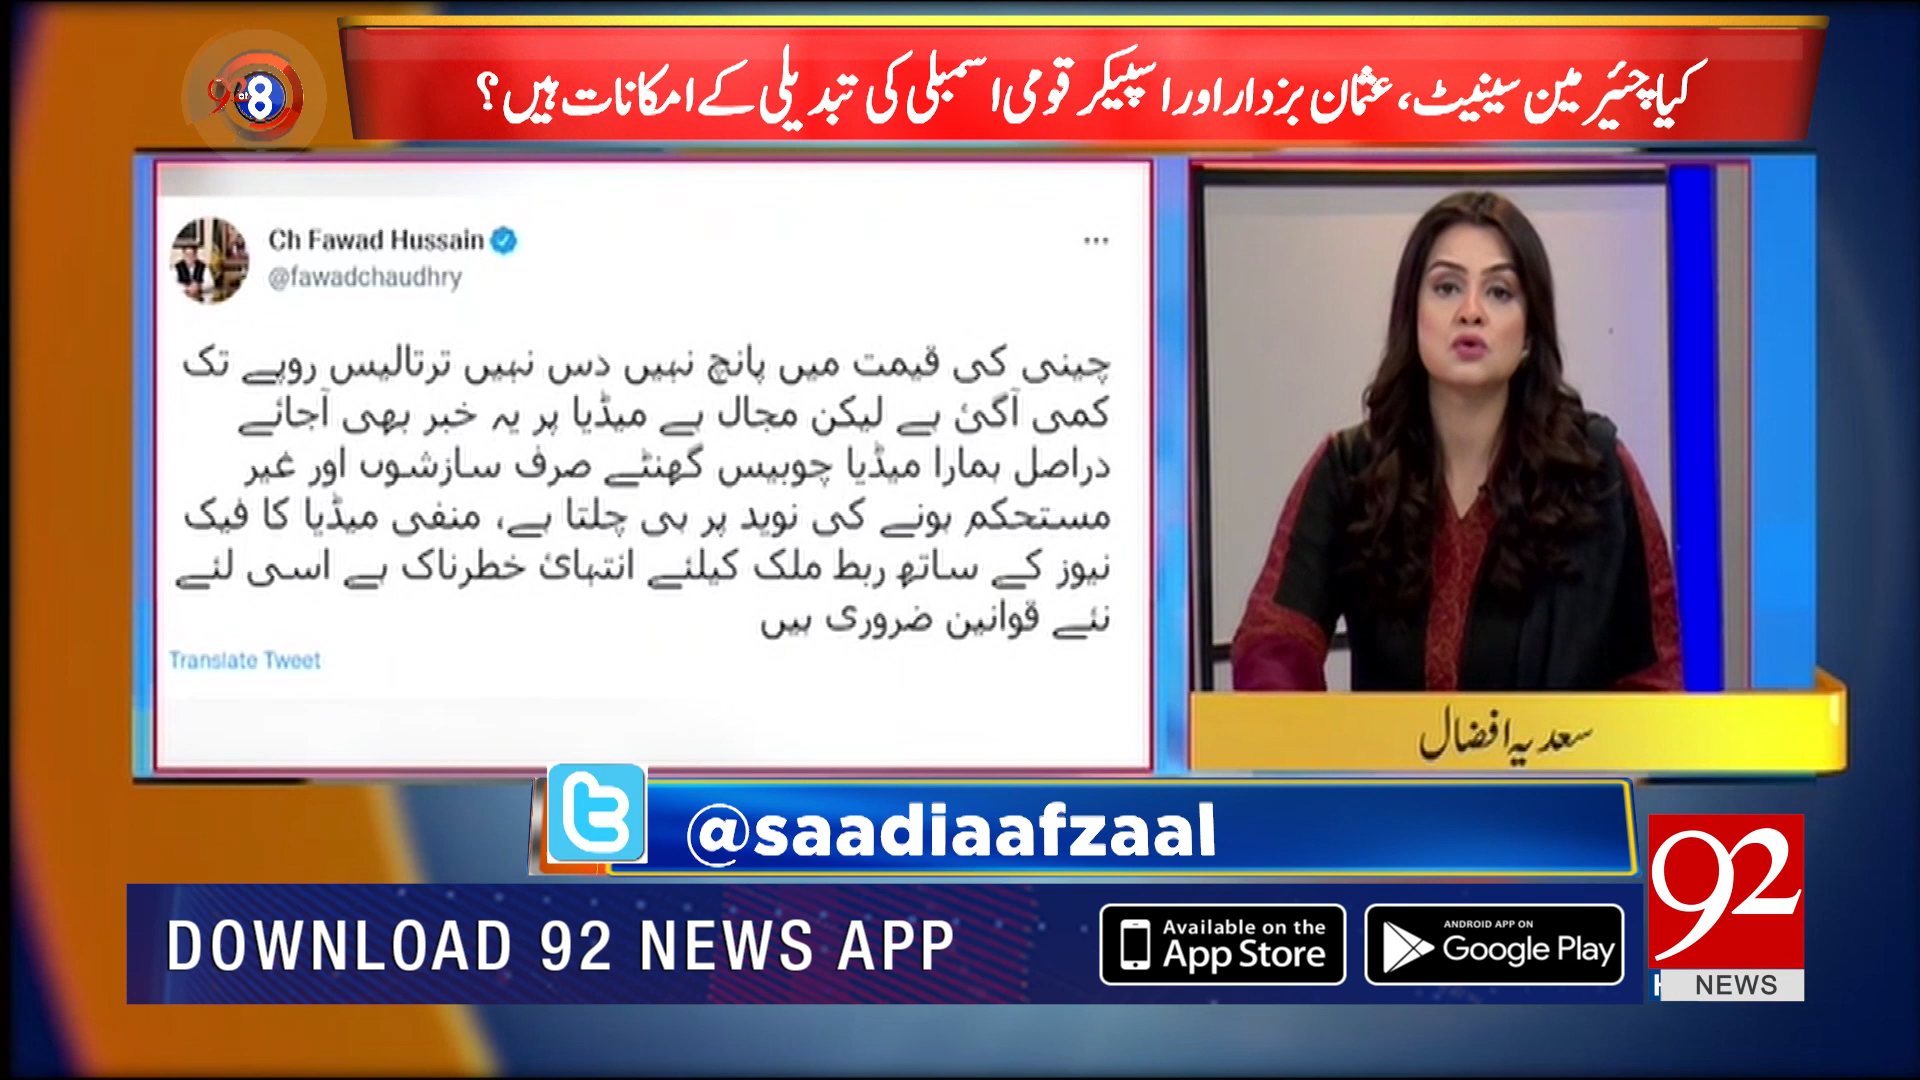 کیا چئیرمین سینیٹ، عثمان بزدار اور اسپیکر قومی اسمبلی کی تبدیلی کے امکانات ہیں؟
92 at 8
Ch Fawad Hussain
@fawadchaudhry
چینی کی قیمت میں پانچ نہیں دس نہیں ترتالیس روپے تک
کمی آگئ ہے لیکن مجال ہے میڈیا پر یہ خبر بھی آجائے
دراصل ہمارا میڈیا چوبیس گھنٹے صرف سازشوں اور غیر
مستحکم ہونے کی نوید پر ہی چلتا ہے، منفی میڈیا کا فیک
نیوز کے ساتھ ربط ملک کیلئے انتہائ خطرناک ہے اسی لئے
نئے قوانین ضروری ہیں
Translate Tweet
سعدیہ افضال
@saadiaafzaal
DOWNLOAD 92 NEWS APP
Available on the
App Store
ANDROID APP ON
Google Play
92
NEWS